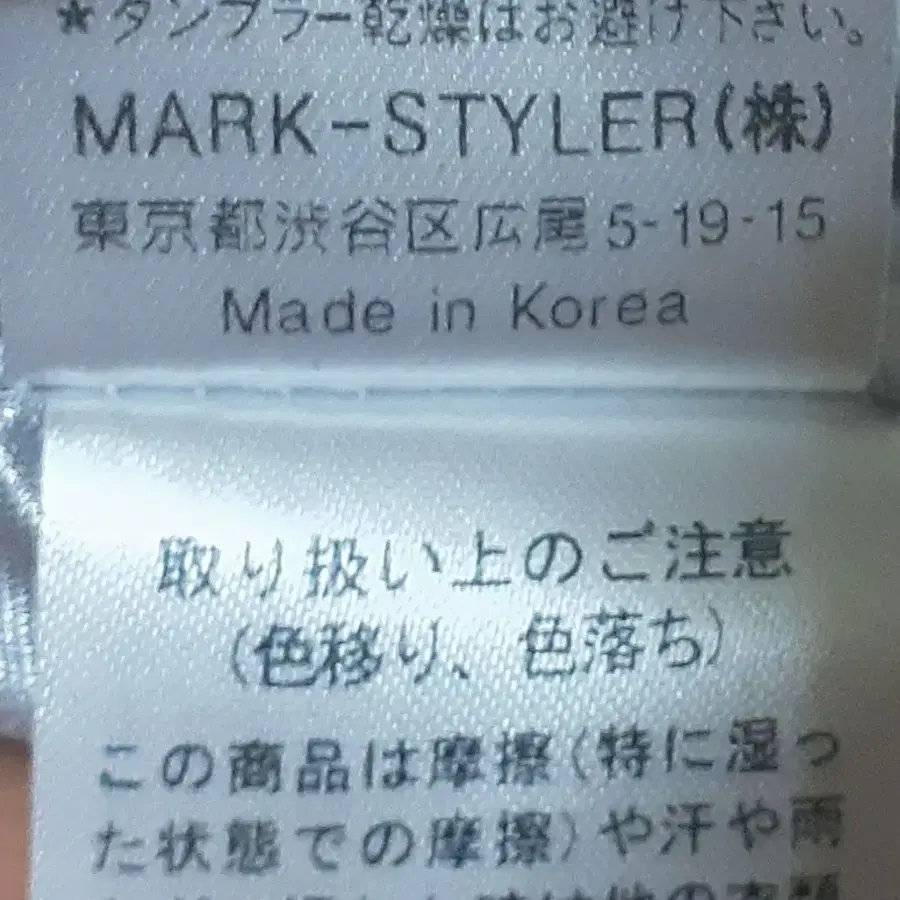 *タンブラー乾燥はお避け下さい。
MARK-STYLER(株)
東京都渋谷区広尾5-19-15
Made in Korea
取り扱い上のご注意
(色移り、色落ち)
この商品は摩擦(特に湿っ
た状態での摩擦)や汗や雨